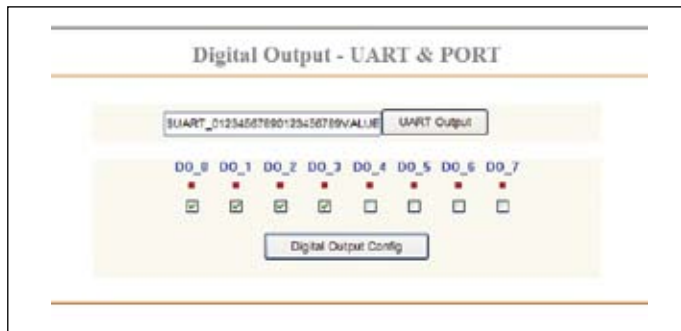 Digital Output - UART & PORT
$UART_01234567890123456789VALUE UART Output
DO_0 DO_1 DO_2 DO_3 DO_4 DO_5 DO_6 DO_7
Digital Output Config